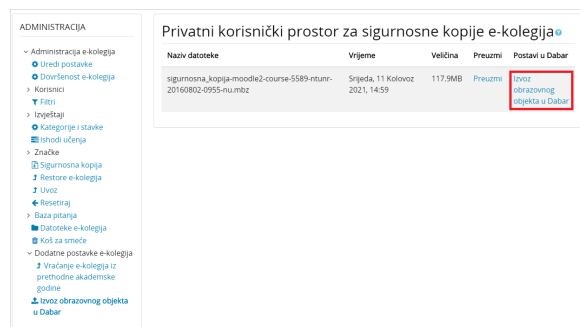 ADMINISTRACIJA
Administracija e-kolegija
Uredi postavke
Dovršenost e-kolegija
Korisnici
Filtri
Izvještaji
Kategorije i stavke
Ishodi učenja
Značke
Sigurnosna kopija
Restore e-kolegija
Uvoz
Resetiraj
Baza pitanja
Datoteke e-kolegija
Koš za smeće
Dodatne postavke e-kolegija
Vraćanje e-kolegija iz
prethodne akademske
godine
Izvoz obrazovnog objekta
u Dabar
Privatni korisnički prostor za sigurnosne kopije e-kolegija
Naziv datoteke Vrijeme Veličina Preuzmi Postavi u Dabar
sigurnosna_kopija-moodle2-course-5589-ntunr- Srijeda, 11 Kolovoz 117.9MB Preuzmi Izvoz
20160802-0955-nu.mbz 2021, 14:59 obrazovnog
objekta u Dabar